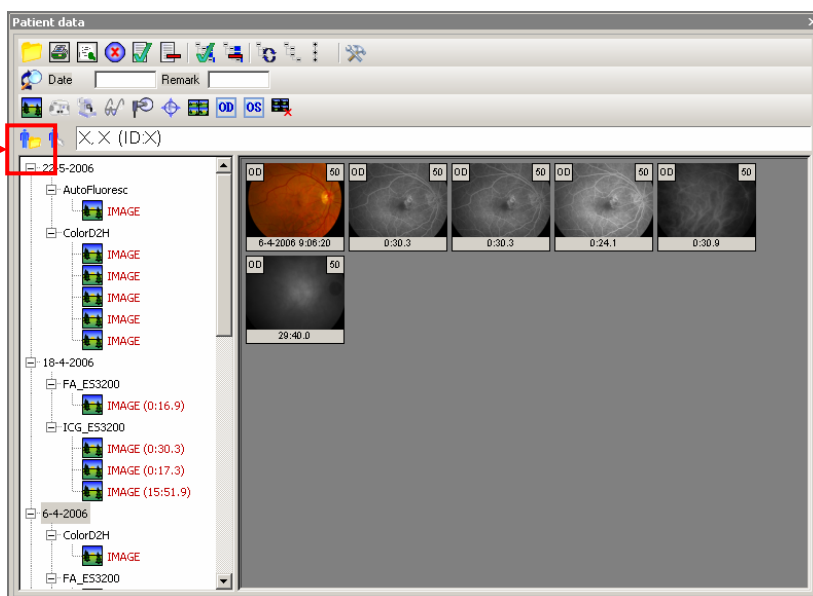 Patient data
Date Remark
OD OS
X, X (ID:X)
22-5-2006
AutoFluoresc
IMAGE
ColorD2H
IMAGE
IMAGE
IMAGE
IMAGE
IMAGE
18-4-2006
FA_ES3200
IMAGE (0:16.9)
ICG_ES3200
IMAGE (0:30.3)
IMAGE (0:17.3)
IMAGE (15:51.9)
6-4-2006
ColorD2H
IMAGE
FA_ES3200
OD 50 OD 50 OD 50 OD 50 OD 50
6-4-2006 9:06:20 0:30.3 0:30.3 0:24.1 0:30.9
OD 50
29:40.0